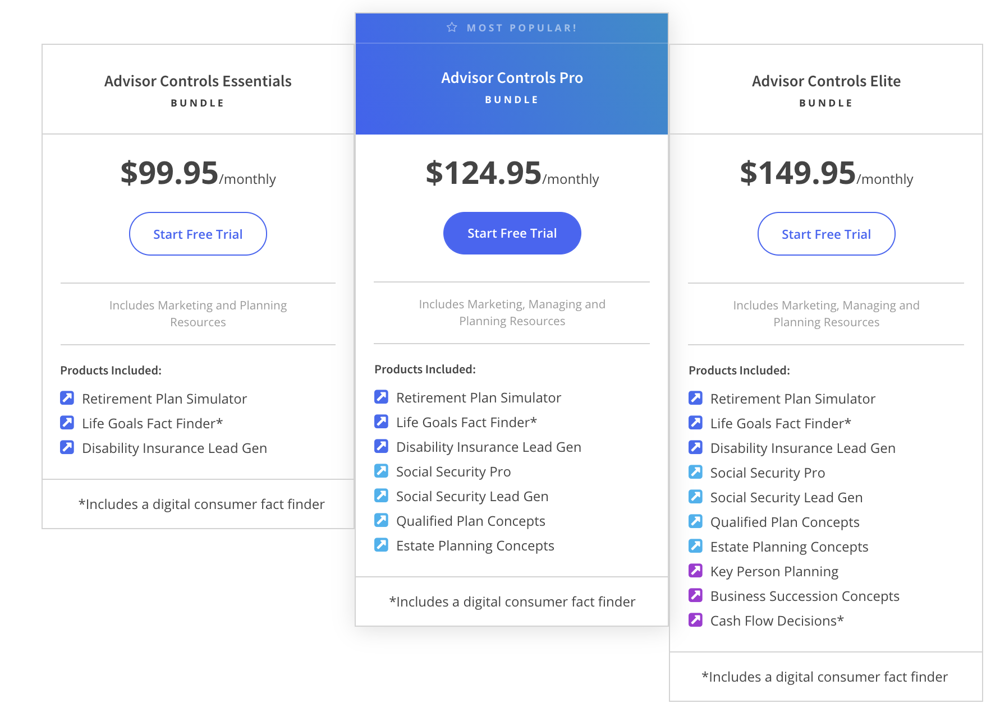 Advisor Controls Essentials
BUNDLE
$99.95/monthly
Start Free Trial
Includes Marketing and Planning
Resources
Products Included:
Retirement Plan Simulator
Life Goals Fact Finder*
Disability Insurance Lead Gen
*Includes a digital consumer fact finder
MOST POPULAR!
Advisor Controls Pro
BUNDLE
$124.95/monthly
Start Free Trial
Includes Marketing, Managing and
Planning Resources
Products Included:
Retirement Plan Simulator
Life Goals Fact Finder*
Disability Insurance Lead Gen
Social Security Pro
Social Security Lead Gen
Qualified Plan Concepts
Estate Planning Concepts
*Includes a digital consumer fact finder
Advisor Controls Elite
BUNDLE
$149.95/monthly
Start Free Trial
Includes Marketing, Managing and
Planning Resources
Products Included:
Retirement Plan Simulator
Life Goals Fact Finder*
Disability Insurance Lead Gen
Social Security Pro
Social Security Lead Gen
Qualified Plan Concepts
Estate Planning Concepts
Key Person Planning
Business Succession Concepts
Cash Flow Decisions*
*Includes a digital consumer fact finder